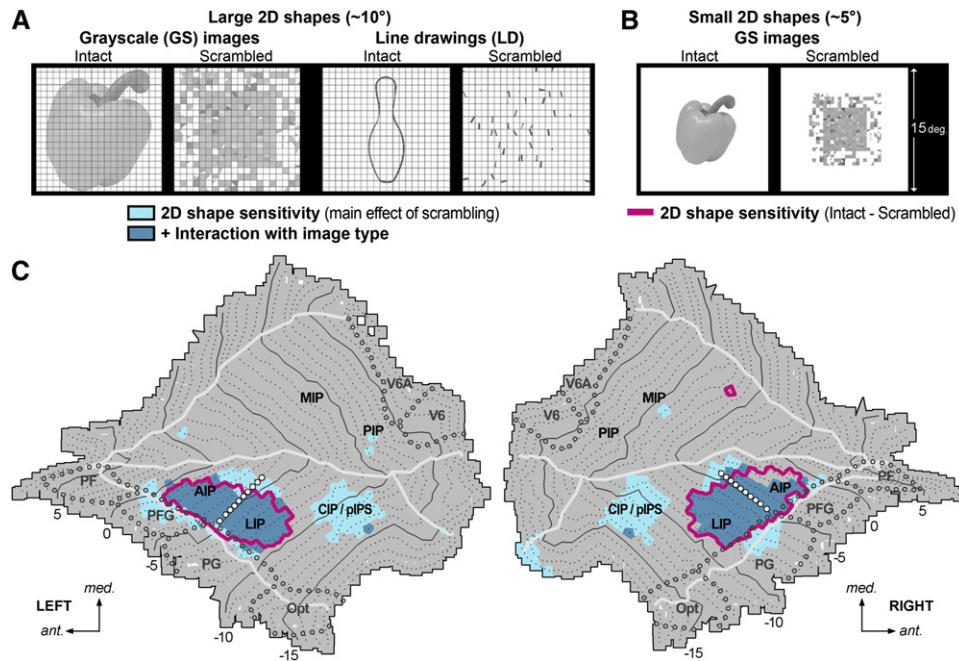 A
Large 2D shapes (~10°)
Grayscale (GS) images
Line drawings (LD)
Intact
Scrambled
Intact
Scrambled
B
Small 2D shapes (~5°)
GS images
Intact
Scrambled
15 deg.
2D shape sensitivity (main effect of scrambling)
+ Interaction with image type
2D shape sensitivity (Intact - Scrambled)
C
V6A
V6
MIP
PIP
PF
AIP
PFG
LIP
CIP / pIPS
PG
Opt
5
0
-5
-10
-15
LEFT
med.
ant.
V6A
V6
MIP
PIP
PF
AIP
PFG
LIP
CIP / pIPS
PG
Opt
5
0
-5
-10
-15
med.
ant.
RIGHT